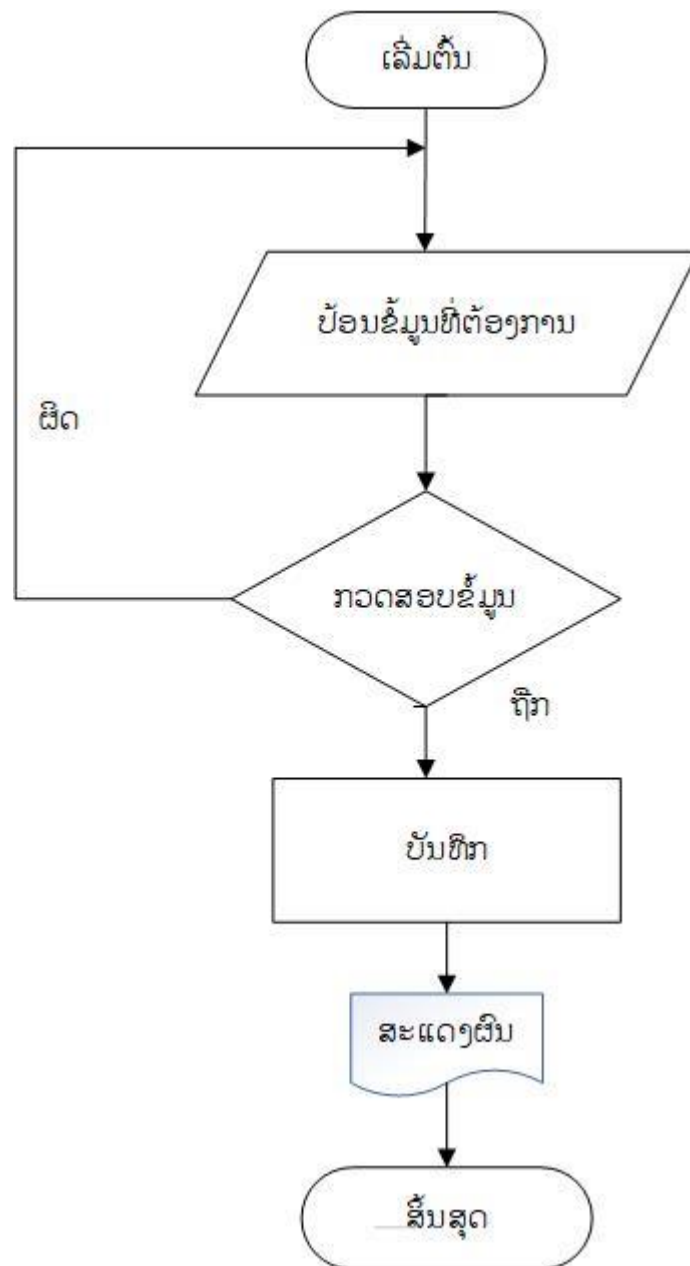 ເລີ່ມຕົ້ນ
ປ້ອນຂໍ້ມູນທີ່ຕ້ອງການ
ຜິດ
ກວດສອບຂໍ້ມູນ
ຖືກ
ບັນທຶກ
ສະແດງຜົນ
ສິ້ນສຸດ